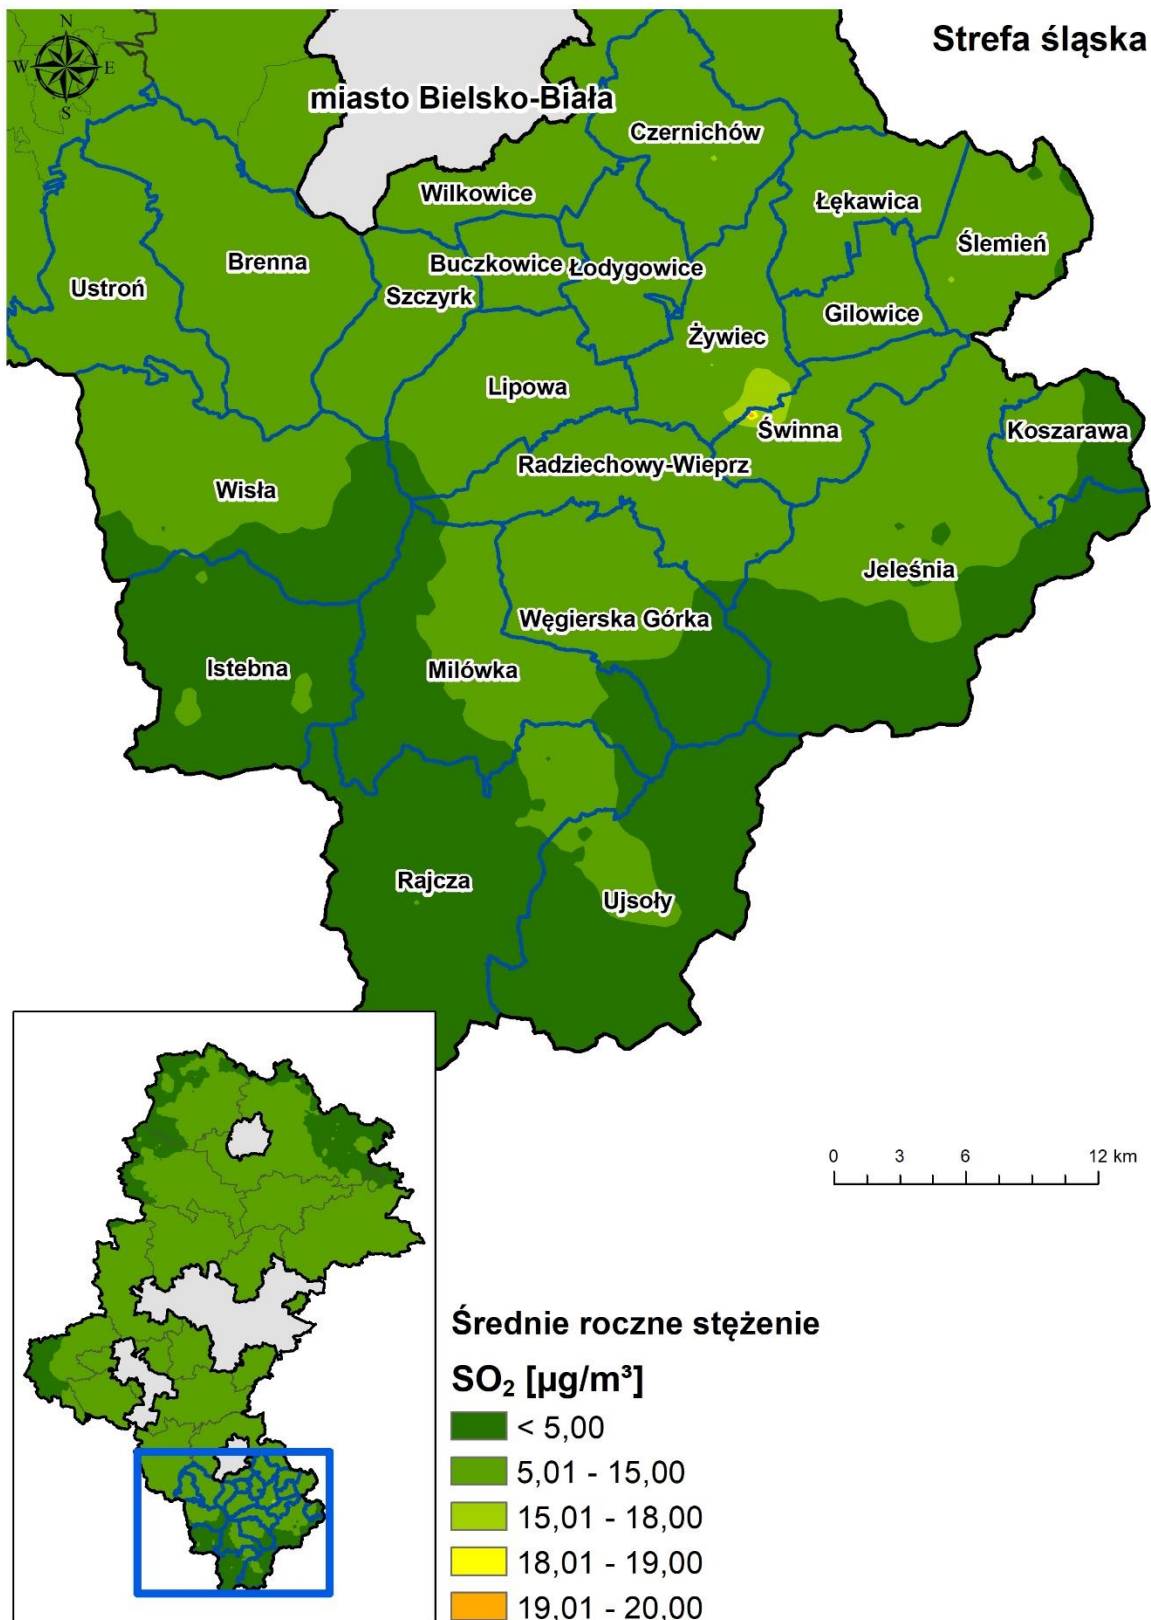 Strefa śląska
N
W E
S
miasto Bielsko-Biała
Czernichów
Wilkowice
Łękawica
Ślemień
Brenna
Buczkowice
Łodygowice
Ustroń
Szczyrk
Gilowice
Żywiec
Lipowa
Świnna
Koszarawa
Radziechowy-Wieprz
Wisła
Jeleśnia
Węgierska Górka
Istebna
Milówka
Rajcza
Ujsoły
0 3 6 12 km
Średnie roczne stężenie
SO₂ [µg/m³]
< 5,00
5,01 - 15,00
15,01 - 18,00
18,01 - 19,00
19,01 - 20,00